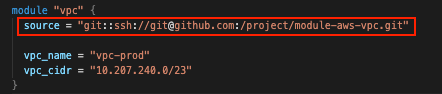 module "vpc" {
source = "git::ssh://git@github.com:/project/module-aws-vpc.git"
vpc_name = "vpc-prod"
vpc_cidr = "10.207.240.0/23"
}